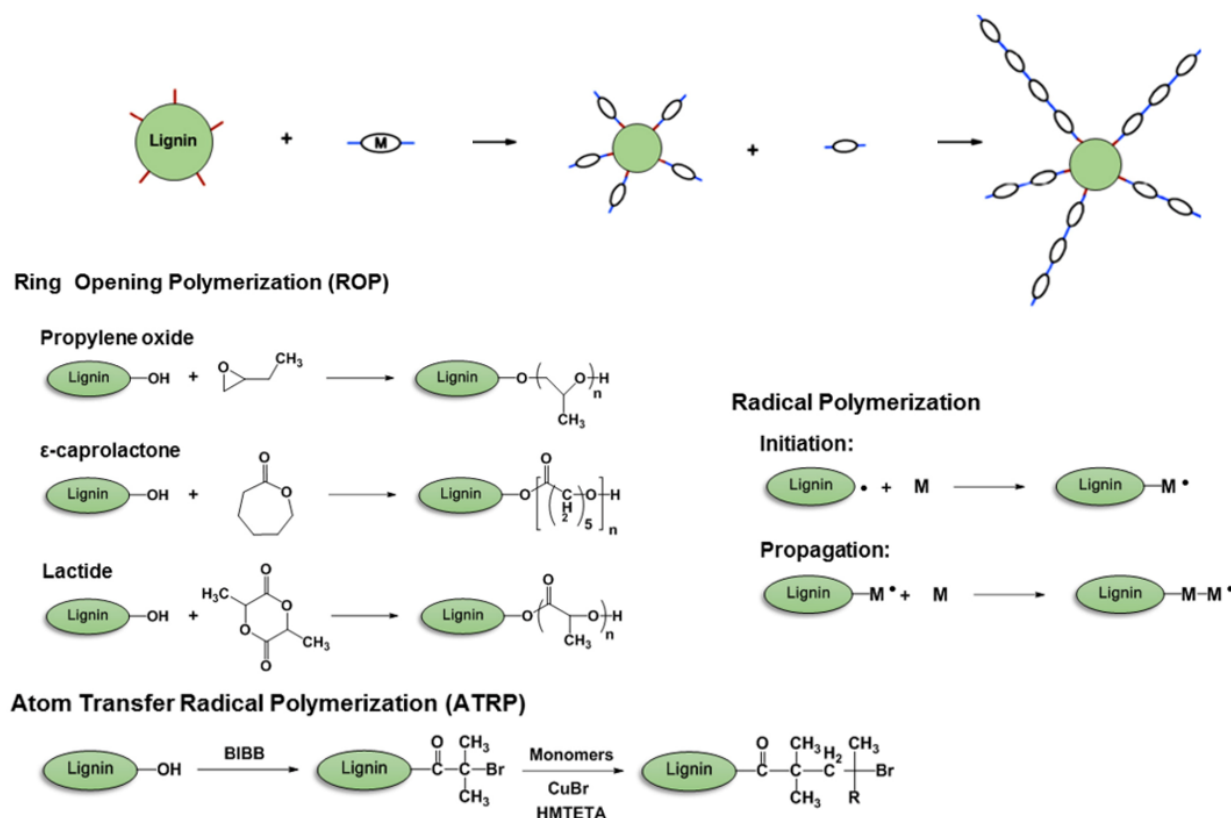 Lignin + M +
Ring Opening Polymerization (ROP)
Propylene oxide
Lignin —OH + O CH₃ Lignin —O ( O ) H n CH₃
ε-caprolactone
Lignin —OH + O O Lignin —O [ O ( C H 2 ) 5 O ] H n
Lactide
Lignin —OH + H₃C O O O O CH₃ Lignin —O ( O O ) H n CH₃
Radical Polymerization
Initiation:
Lignin • + M Lignin —M •
Propagation:
Lignin —M • + M Lignin —M—M •
Atom Transfer Radical Polymerization (ATRP)
Lignin —OH BIBB Lignin —C—C—Br O CH₃ CH₃ Monomers CuBr HMTETA Lignin —C—C—C—C—Br O CH₃ H₂ CH₃ CH₃ R